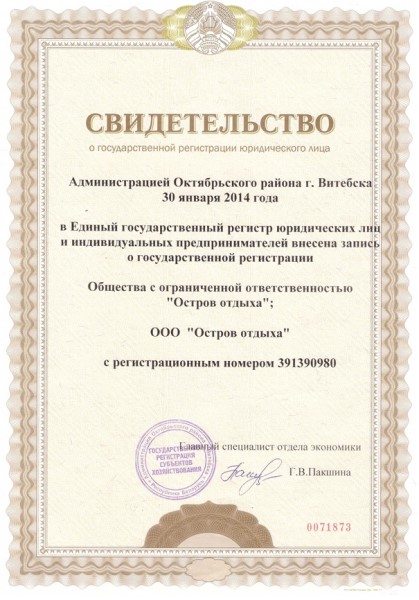 СВИДЕТЕЛЬСТВО
о государственной регистрации юридического лица
Администрацией Октябрьского района г. Витебска
30 января 2014 года
в Единый государственный регистр юридических лиц
и индивидуальных предпринимателей внесена запись
о государственной регистрации
Общества с ограниченной ответственностью
"Остров отдыха";
ООО "Остров отдыха"
с регистрационным номером 391390980
Главный специалист отдела экономики
Г.В.Пакшина
ГОСУДАРСТВЕННАЯ
РЕГИСТРАЦИЯ
СУБЪЕКТОВ
ХОЗЯЙСТВОВАНИЯ
0071873